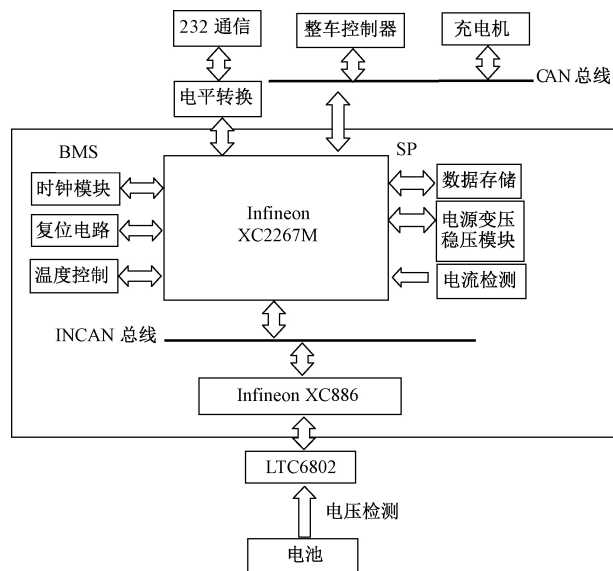 232 通信
整车控制器
充电机
电平转换
CAN 总线
BMS
SP
时钟模块
复位电路
温度控制
Infineon
XC2267M
数据存储
电源变压
稳压模块
电流检测
INCAN 总线
Infineon XC886
LTC6802
电压检测
电池